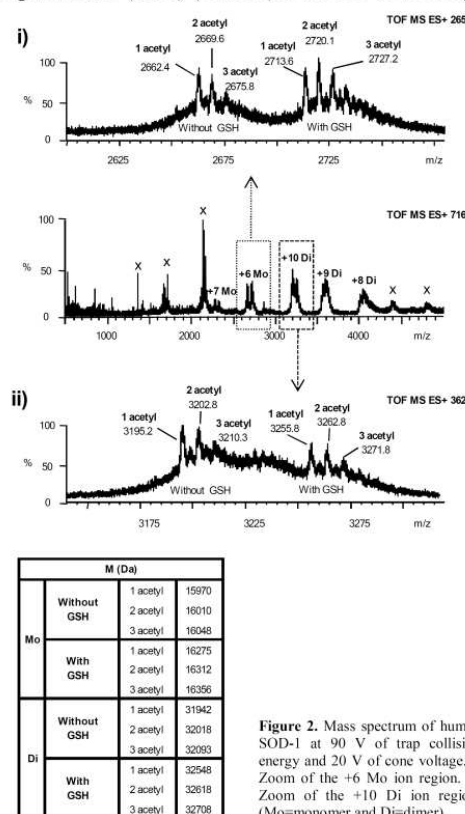 i)
TOF MS ES+ 265
2 acetyl
2669.6
1 acetyl
2662.4
3 acetyl
2675.8
2 acetyl
2720.1
1 acetyl
2713.6
3 acetyl
2727.2
100
%
50
0
Without GSH
With GSH
2625
2675
2725
m/z
TOF MS ES+ 716
100
%
50
0
X
X
X
+7 Mo
+6 Mo
+10 Di
+9 Di
+8 Di
X
X
1000
2000
3000
4000
m/z
ii)
TOF MS ES+ 362
2 acetyl
3202.8
1 acetyl
3195.2
3 acetyl
3210.3
2 acetyl
3262.8
1 acetyl
3255.8
3 acetyl
3271.8
100
%
50
0
Without GSH
With GSH
3175
3225
3275
m/z
M (Da)
Mo
Without GSH
1 acetyl 15970
2 acetyl 16010
3 acetyl 16048
With GSH
1 acetyl 16275
2 acetyl 16312
3 acetyl 16356
Di
Without GSH
1 acetyl 31942
2 acetyl 32018
3 acetyl 32093
With GSH
1 acetyl 32548
2 acetyl 32618
3 acetyl 32708
Figure 2. Mass spectrum of hum
SOD-1 at 90 V of trap collisi
energy and 20 V of cone voltage.
Zoom of the +6 Mo ion region.
Zoom of the +10 Di ion regio
(Mo=monomer and Di=dimer)